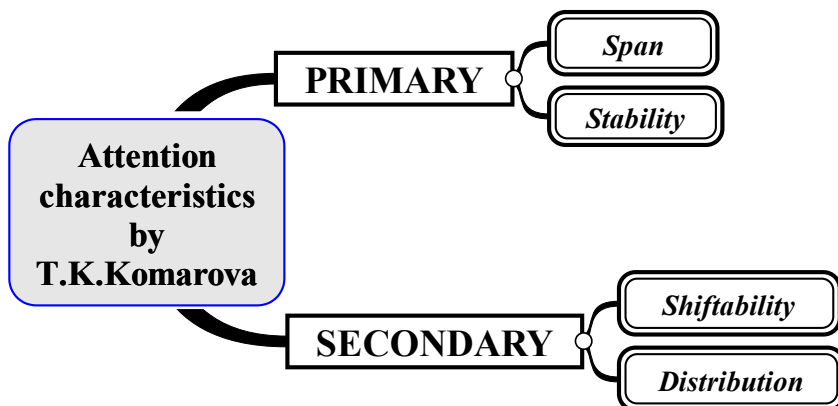 Attention
characteristics
by
T.K.Komarova
PRIMARY
Span
Stability
SECONDARY
Shiftability
Distribution